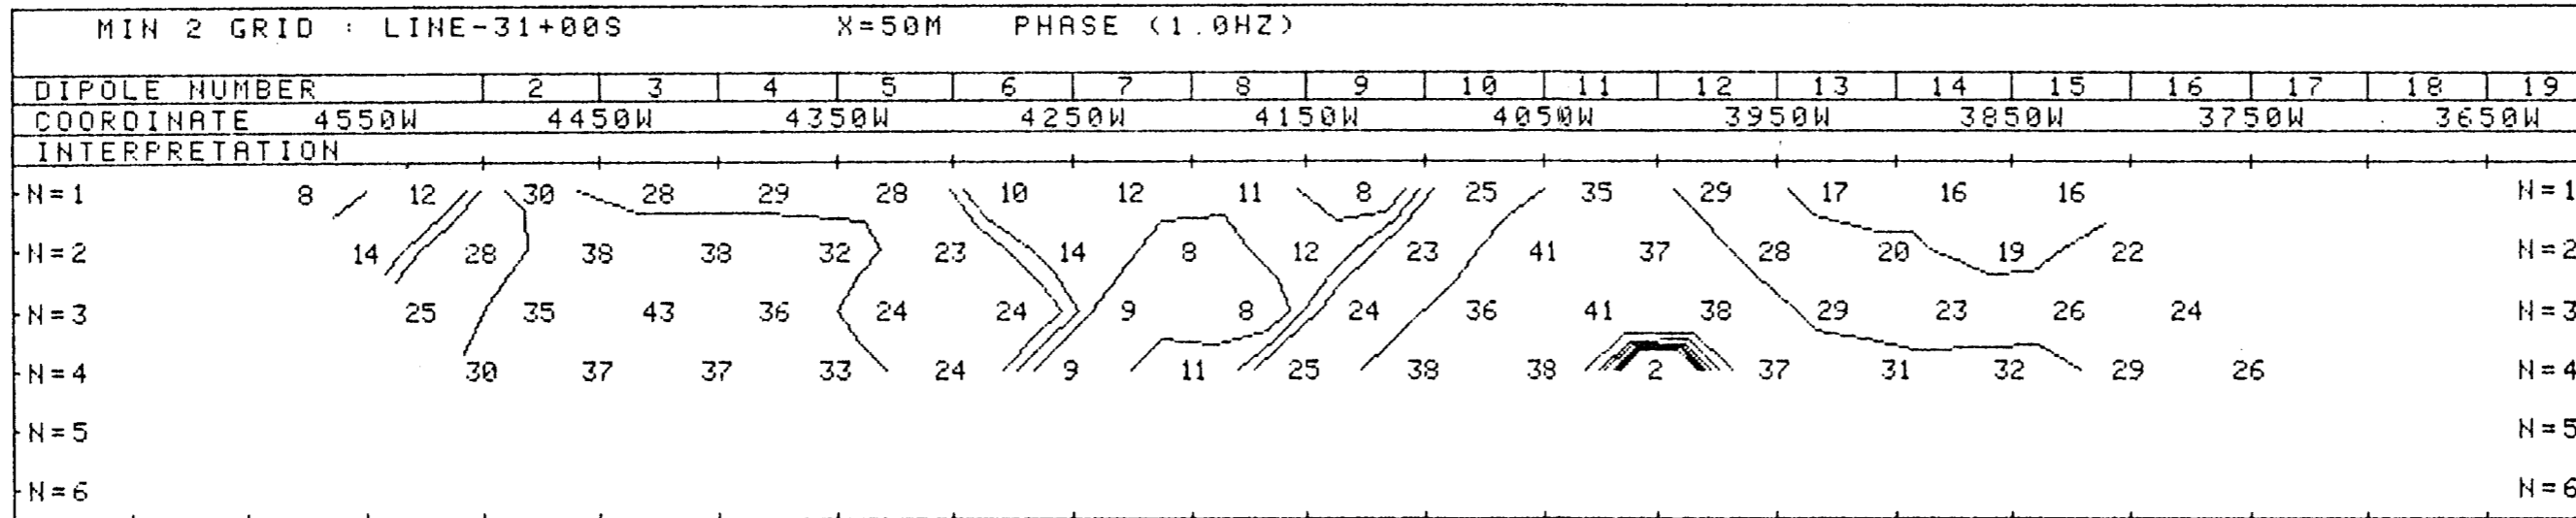 MIN 2 GRID : LINE-31+00S X=50M PHASE (1.0HZ)
DIPOLE NUMBER 2 3 4 5 6 7 8 9 10 11 12 13 14 15 16 17 18 19
COORDINATE 4550W 4450W 4350W 4250W 4150W 4050W 3950W 3850W 3750W 3650W
INTERPRETATION
N=1 8 12 30 28 29 28 10 12 11 8 25 35 29 17 16 16 N=1
N=2 14 28 38 38 32 23 14 8 12 23 41 37 28 20 19 22 N=2
N=3 25 35 43 36 24 24 9 8 24 36 41 38 29 23 26 24 N=3
N=4 30 37 37 33 24 9 11 25 38 38 2 37 31 32 29 26 N=4
N=5 N=5
N=6 N=6